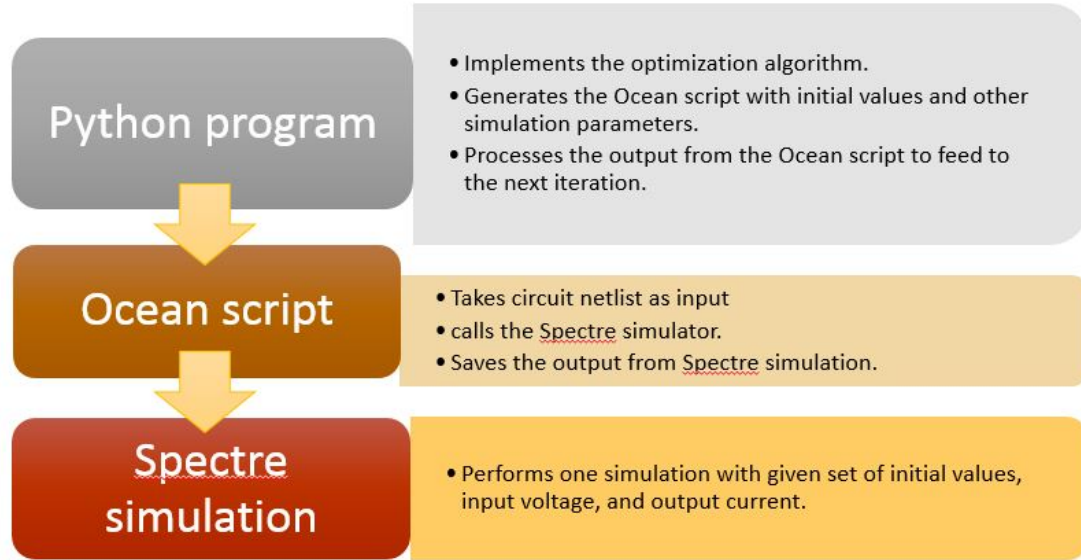 Python program
• Implements the optimization algorithm.
• Generates the Ocean script with initial values and other
simulation parameters.
• Processes the output from the Ocean script to feed to
the next iteration.
Ocean script
• Takes circuit netlist as input
• calls the Spectre simulator.
• Saves the output from Spectre simulation.
Spectre
simulation
• Performs one simulation with given set of initial values,
input voltage, and output current.